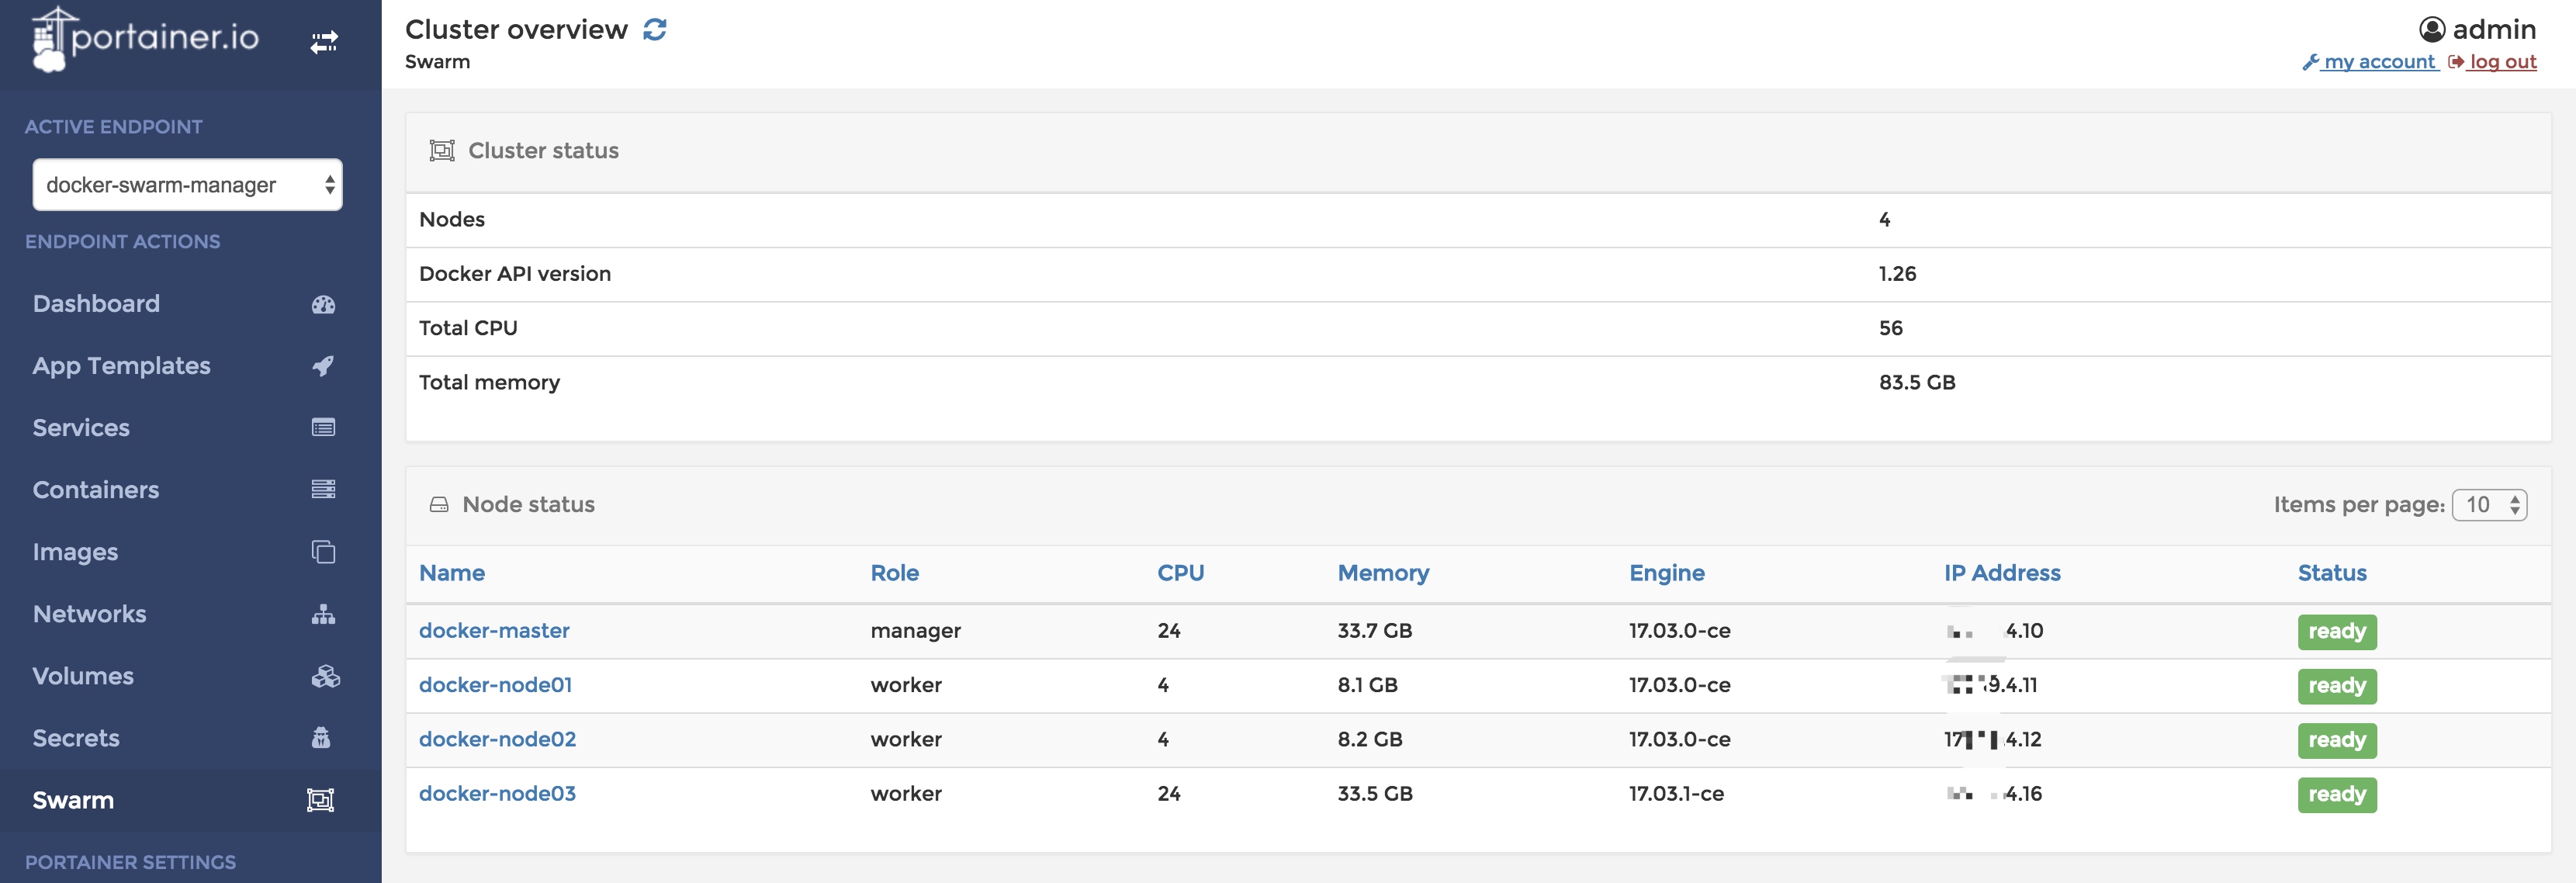 portainer.io
ACTIVE ENDPOINT
docker-swarm-manager
ENDPOINT ACTIONS
Dashboard
App Templates
Services
Containers
Images
Networks
Volumes
Secrets
Swarm
PORTAINER SETTINGS
Cluster overview
Swarm
admin
my account log out
Cluster status
Nodes 4
Docker API version 1.26
Total CPU 56
Total memory 83.5 GB
Node status Items per page: 10
Name Role CPU Memory Engine IP Address Status
docker-master manager 24 33.7 GB 17.03.0-ce 4.10 ready
docker-node01 worker 4 8.1 GB 17.03.0-ce 9.4.11 ready
docker-node02 worker 4 8.2 GB 17.03.0-ce 17 4.12 ready
docker-node03 worker 24 33.5 GB 17.03.1-ce 4.16 ready